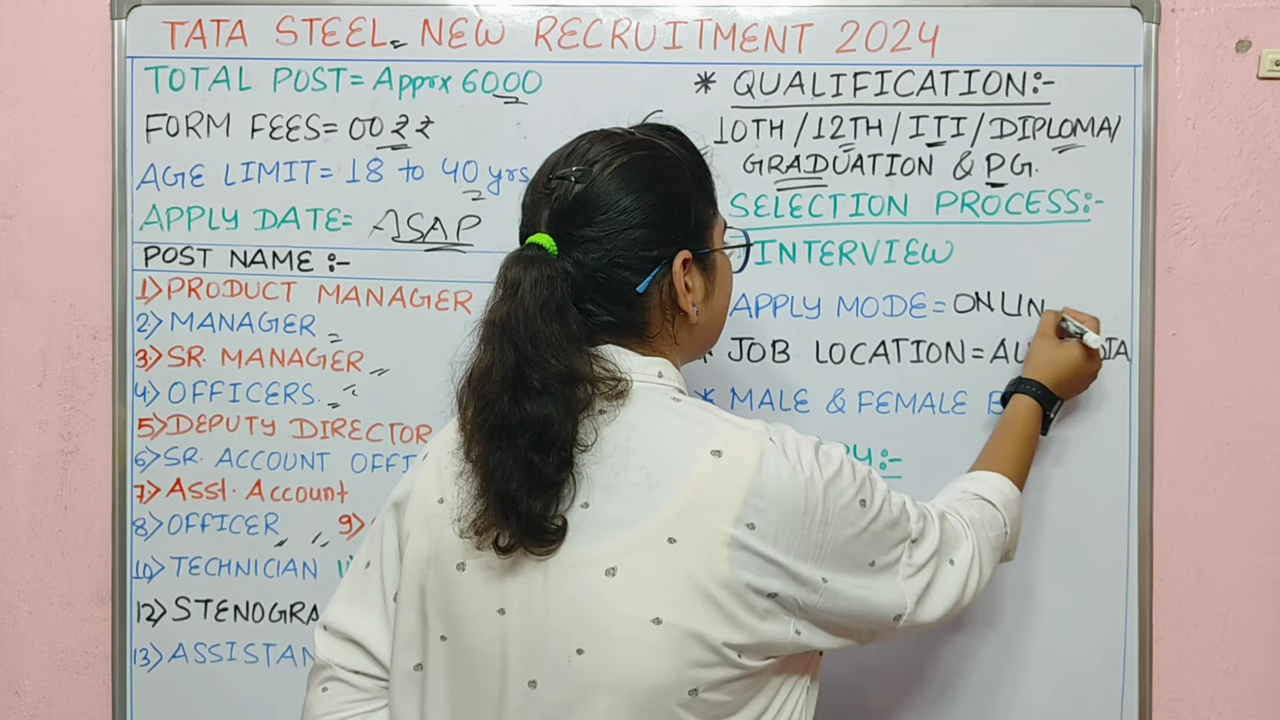 TATA STEEL NEW RECRUITMENT 2024
TOTAL POST = Apprx 6000
FORM FEES = 00 ₹ ₹
AGE LIMIT = 18 to 40 yrs
APPLY DATE = ASAP
POST NAME :-
1) PRODUCT MANAGER
2) MANAGER
3) SR. MANAGER
4) OFFICERS.
5) DEPUTY DIRECTOR
6) SR. ACCOUNT
7) Asst. Account
8) OFFICER 9)
10) TECHNICIAN
12)
13)
* QUALIFICATION:-
10TH / 12TH / ITI / DIPLOMA/
GRADUATION & PG.
SELECTION PROCESS:-
INTERVIEW
APPLY MODE = ONLIN
* JOB LOCATION =
* MALE & FEMALE